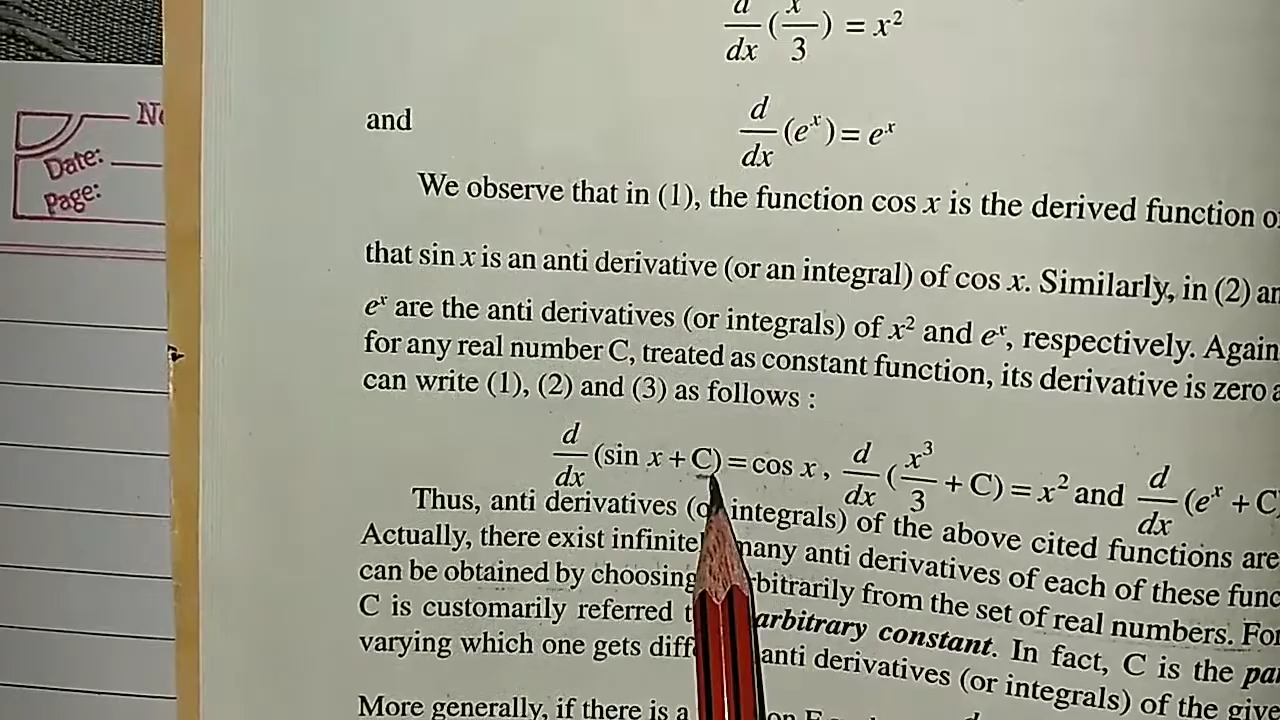 d/dx (x/3) = x²
No
Date:
Page:
and d/dx (eˣ) = eˣ
We observe that in (1), the function cos x is the derived function o
that sin x is an anti derivative (or an integral) of cos x. Similarly, in (2) an
eˣ are the anti derivatives (or integrals) of x² and eˣ, respectively. Again
for any real number C, treated as constant function, its derivative is zero a
can write (1), (2) and (3) as follows :
d/dx (sin x + C) = cos x, d/dx (x³/3 + C) = x² and d/dx (eˣ + C
Thus, anti derivatives (o integrals) of the above cited functions are
Actually, there exist infinite many anti derivatives of each of these func
can be obtained by choosing rbitrarily from the set of real numbers. For
C is customarily referred t arbitrary constant. In fact, C is the pa
varying which one gets diff anti derivatives (or integrals) of the give
More generally, if there is a on F